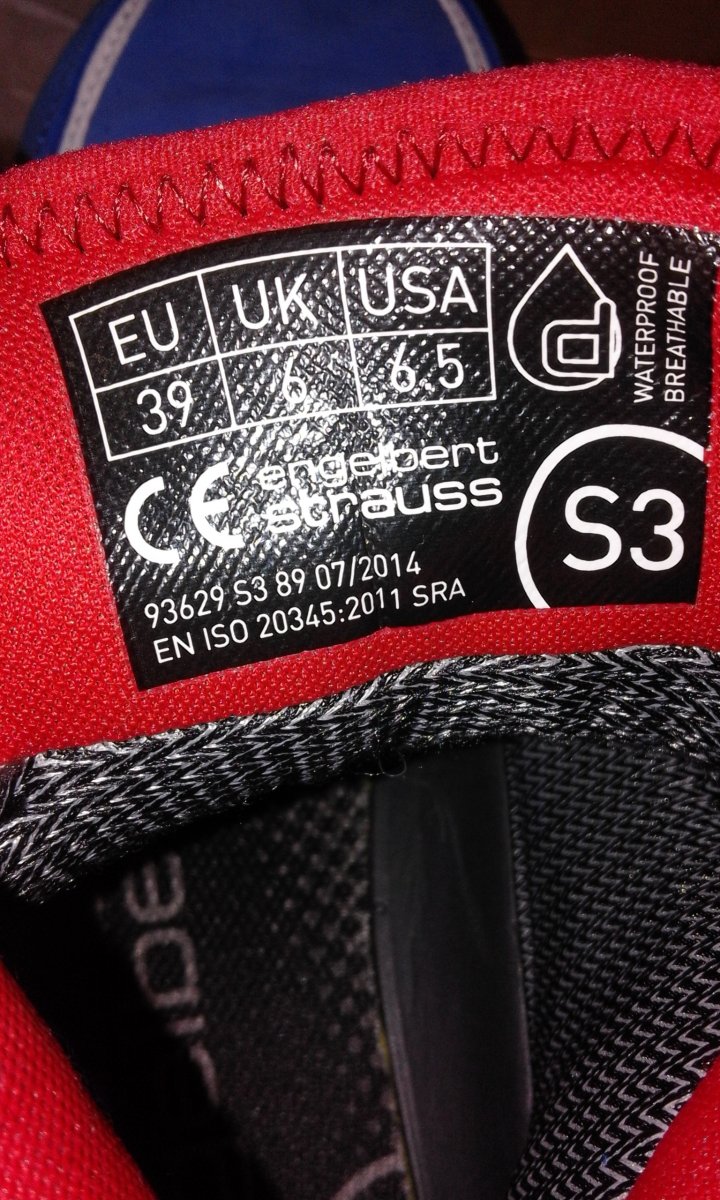 EU UK USA
39 6 6.5
WATERPROOF
BREATHABLE
CE engelbert
strauss
S3
93629 S3 89 07/2014
EN ISO 20345:2011 SRA